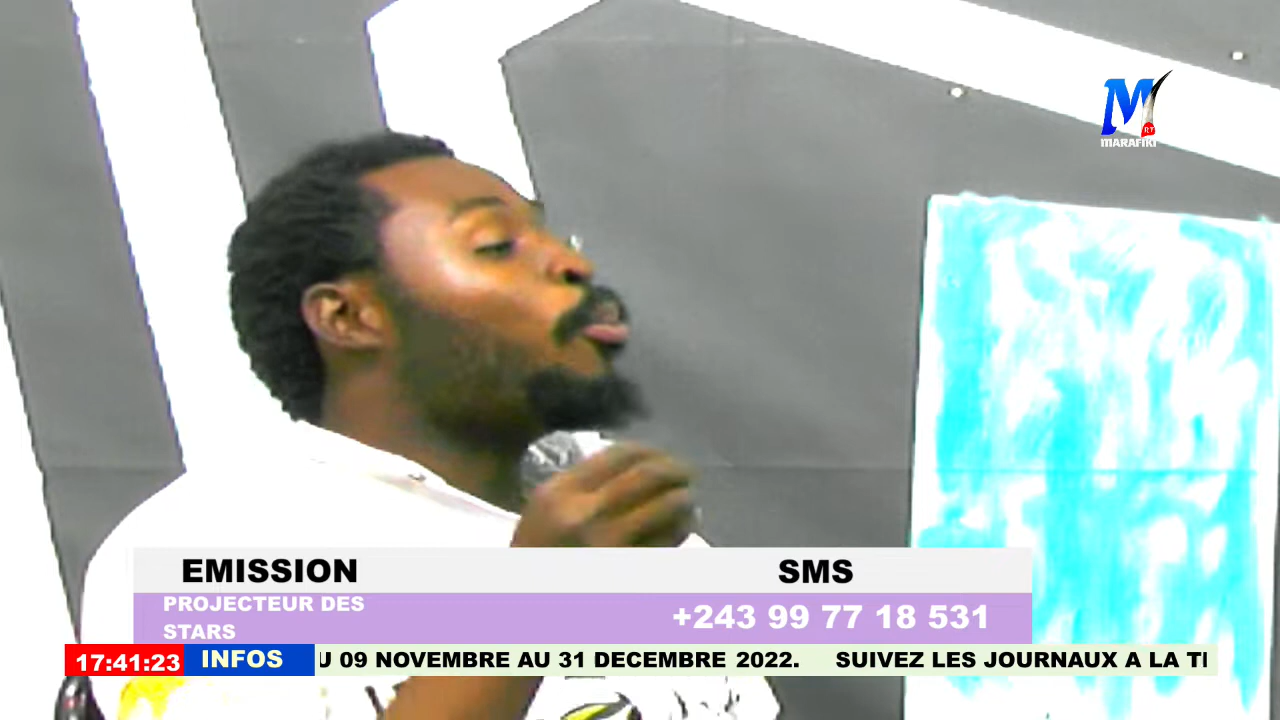 M
RT
MARAFIKI
EMISSION
SMS
PROJECTEUR DES
STARS
+243 99 77 18 531
17:41:23
INFOS
U 09 NOVEMBRE AU 31 DECEMBRE 2022. SUIVEZ LES JOURNAUX A LA TI